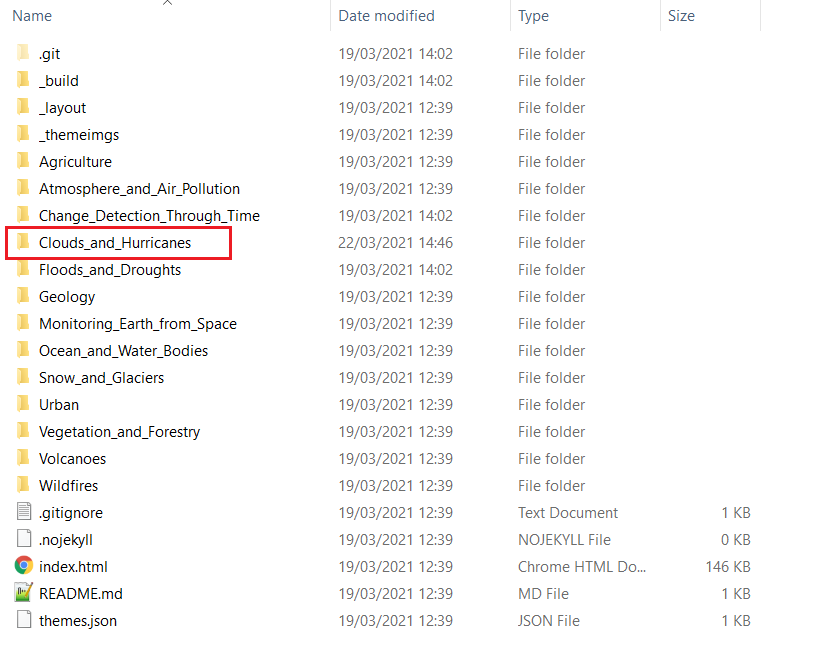 Name Date modified Type Size
.git 19/03/2021 14:02 File folder
_build 19/03/2021 14:02 File folder
_layout 19/03/2021 12:39 File folder
_themeimgs 19/03/2021 12:39 File folder
Agriculture 19/03/2021 12:39 File folder
Atmosphere_and_Air_Pollution 19/03/2021 12:39 File folder
Change_Detection_Through_Time 19/03/2021 14:02 File folder
Clouds_and_Hurricanes 22/03/2021 14:46 File folder
Floods_and_Droughts 19/03/2021 14:02 File folder
Geology 19/03/2021 12:39 File folder
Monitoring_Earth_from_Space 19/03/2021 12:39 File folder
Ocean_and_Water_Bodies 19/03/2021 12:39 File folder
Snow_and_Glaciers 19/03/2021 12:39 File folder
Urban 19/03/2021 12:39 File folder
Vegetation_and_Forestry 19/03/2021 12:39 File folder
Volcanoes 19/03/2021 12:39 File folder
Wildfires 19/03/2021 12:39 File folder
.gitignore 19/03/2021 12:39 Text Document 1 KB
.nojekyll 19/03/2021 12:39 NOJEKYLL File 0 KB
index.html 19/03/2021 12:39 Chrome HTML Do... 146 KB
README.md 19/03/2021 12:39 MD File 1 KB
themes.json 19/03/2021 12:39 JSON File 1 KB